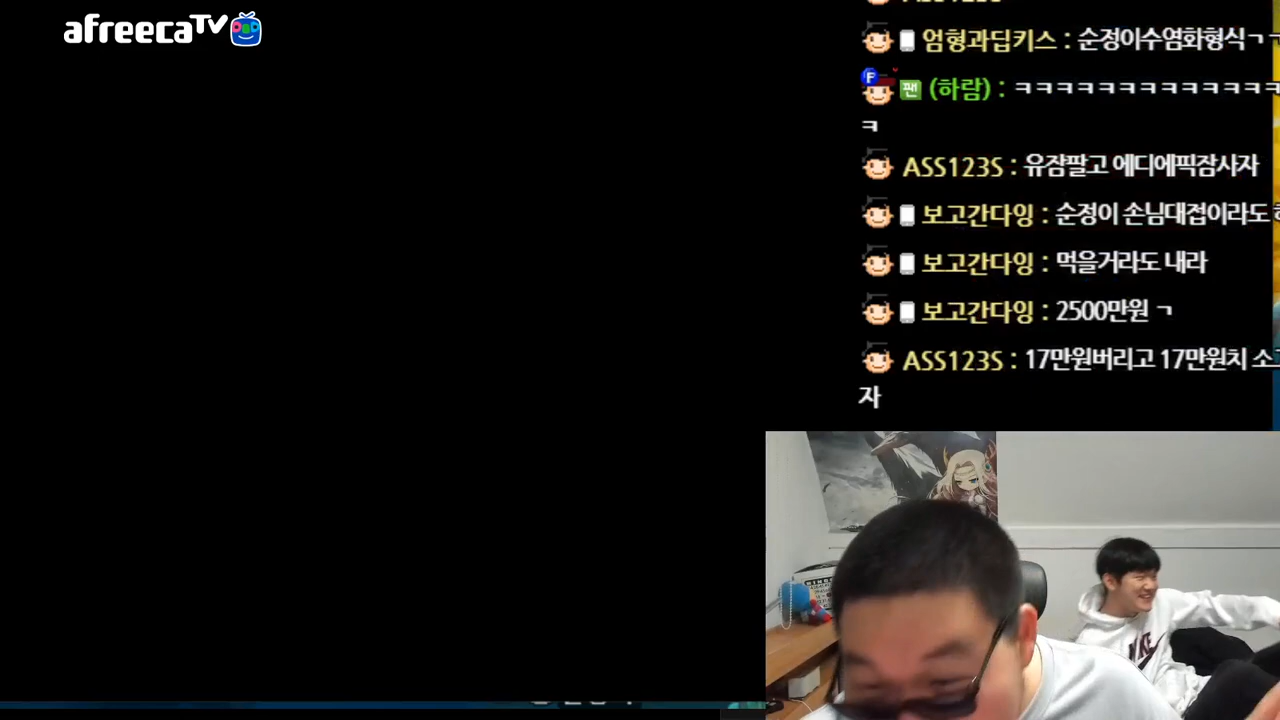 afreecaTV
엄형과딥키스 : 순정이수염화형식ㄱ
F 팬 (하람) : ㅋㅋㅋㅋㅋㅋㅋㅋㅋㅋㅋㅋㅋ
ㅋ
ASS123S : 유잠팔고 에디에픽잠사자
보고간다잉 : 순정이 손님대접이라도
보고간다잉 : 먹을거라도 내라
보고간다잉 : 2500만원 ㄱ
ASS123S : 17만원버리고 17만원치
자